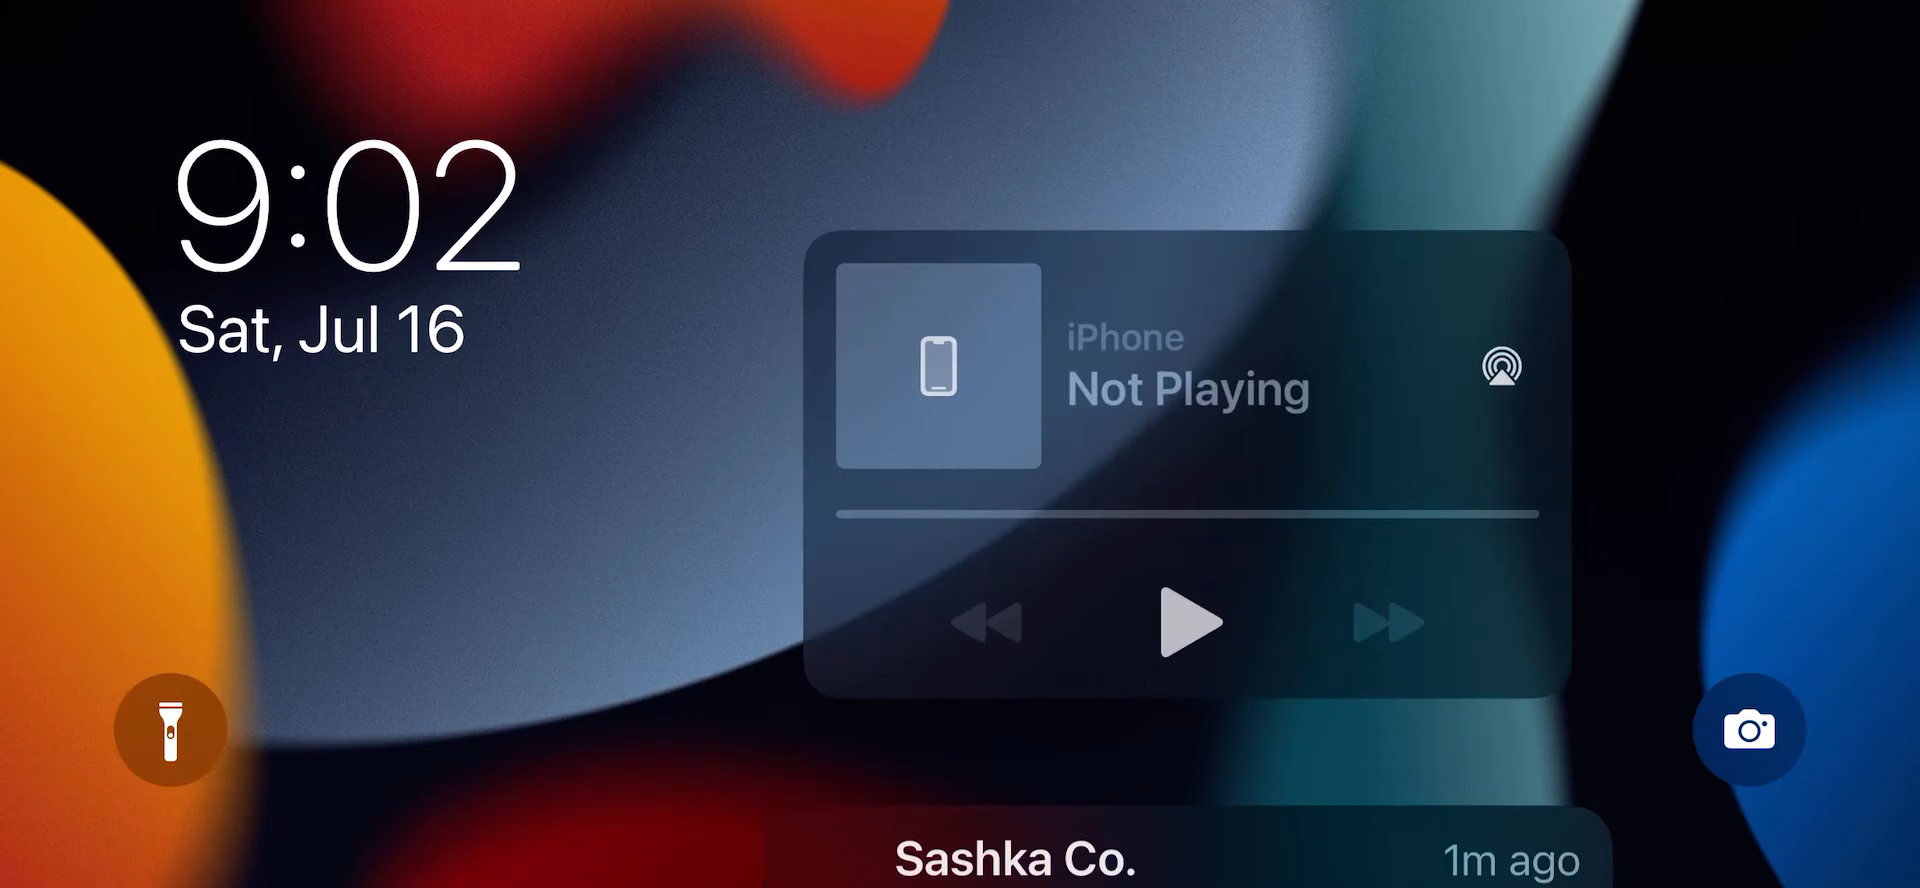 9:02
Sat, Jul 16
iPhone
Not Playing
Sashka Co.
1m ago